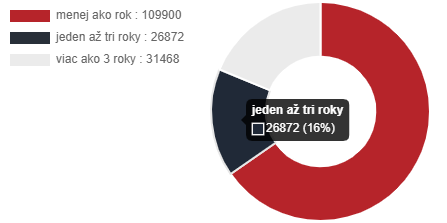 menej ako rok : 109900
jeden až tri roky : 26872
viac ako 3 roky : 31468
jeden až tri roky
26872 (16%)